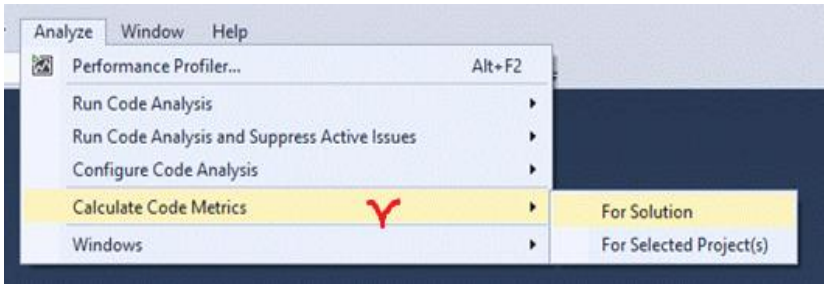 Analyze Window Help
Performance Profiler... Alt+F2
Run Code Analysis
Run Code Analysis and Suppress Active Issues
Configure Code Analysis
Calculate Code Metrics
For Solution
Windows
For Selected Project(s)